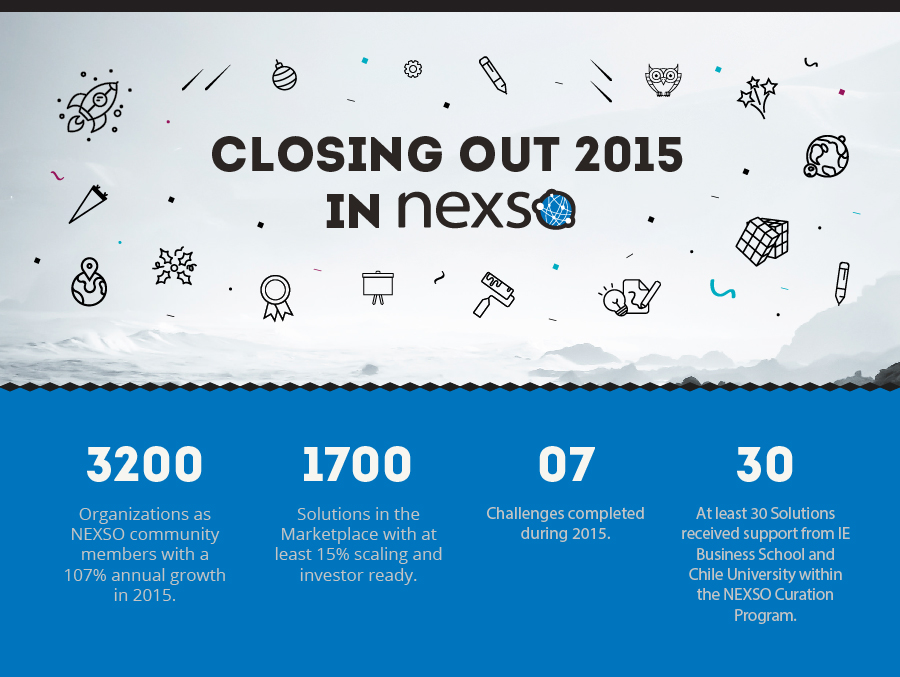 CLOSING OUT 2015
IN nexso
3200
Organizations as
NEXSO community
members with a
107% annual growth
in 2015.
1700
Solutions in the
Marketplace with at
least 15% scaling and
investor ready.
07
Challenges completed
during 2015.
30
At least 30 Solutions
received support from IE
Business School and
Chile University within
the NEXSO Curation
Program.